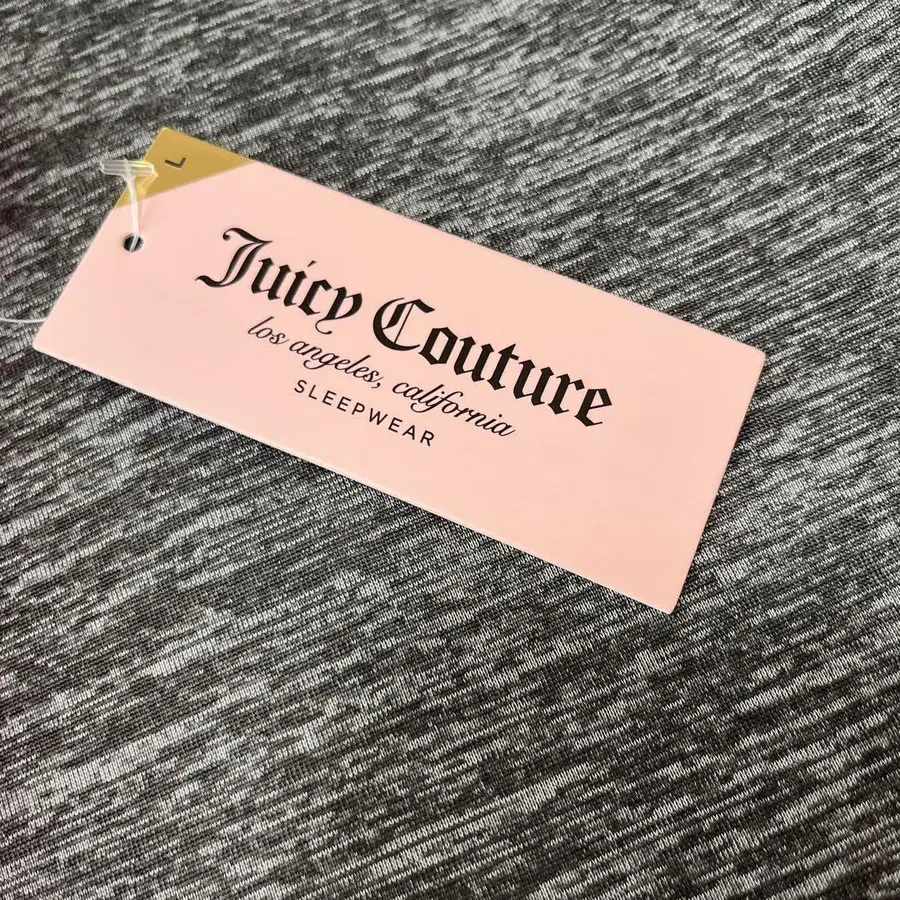 L
Juicy Couture
los angeles, california
SLEEPWEAR